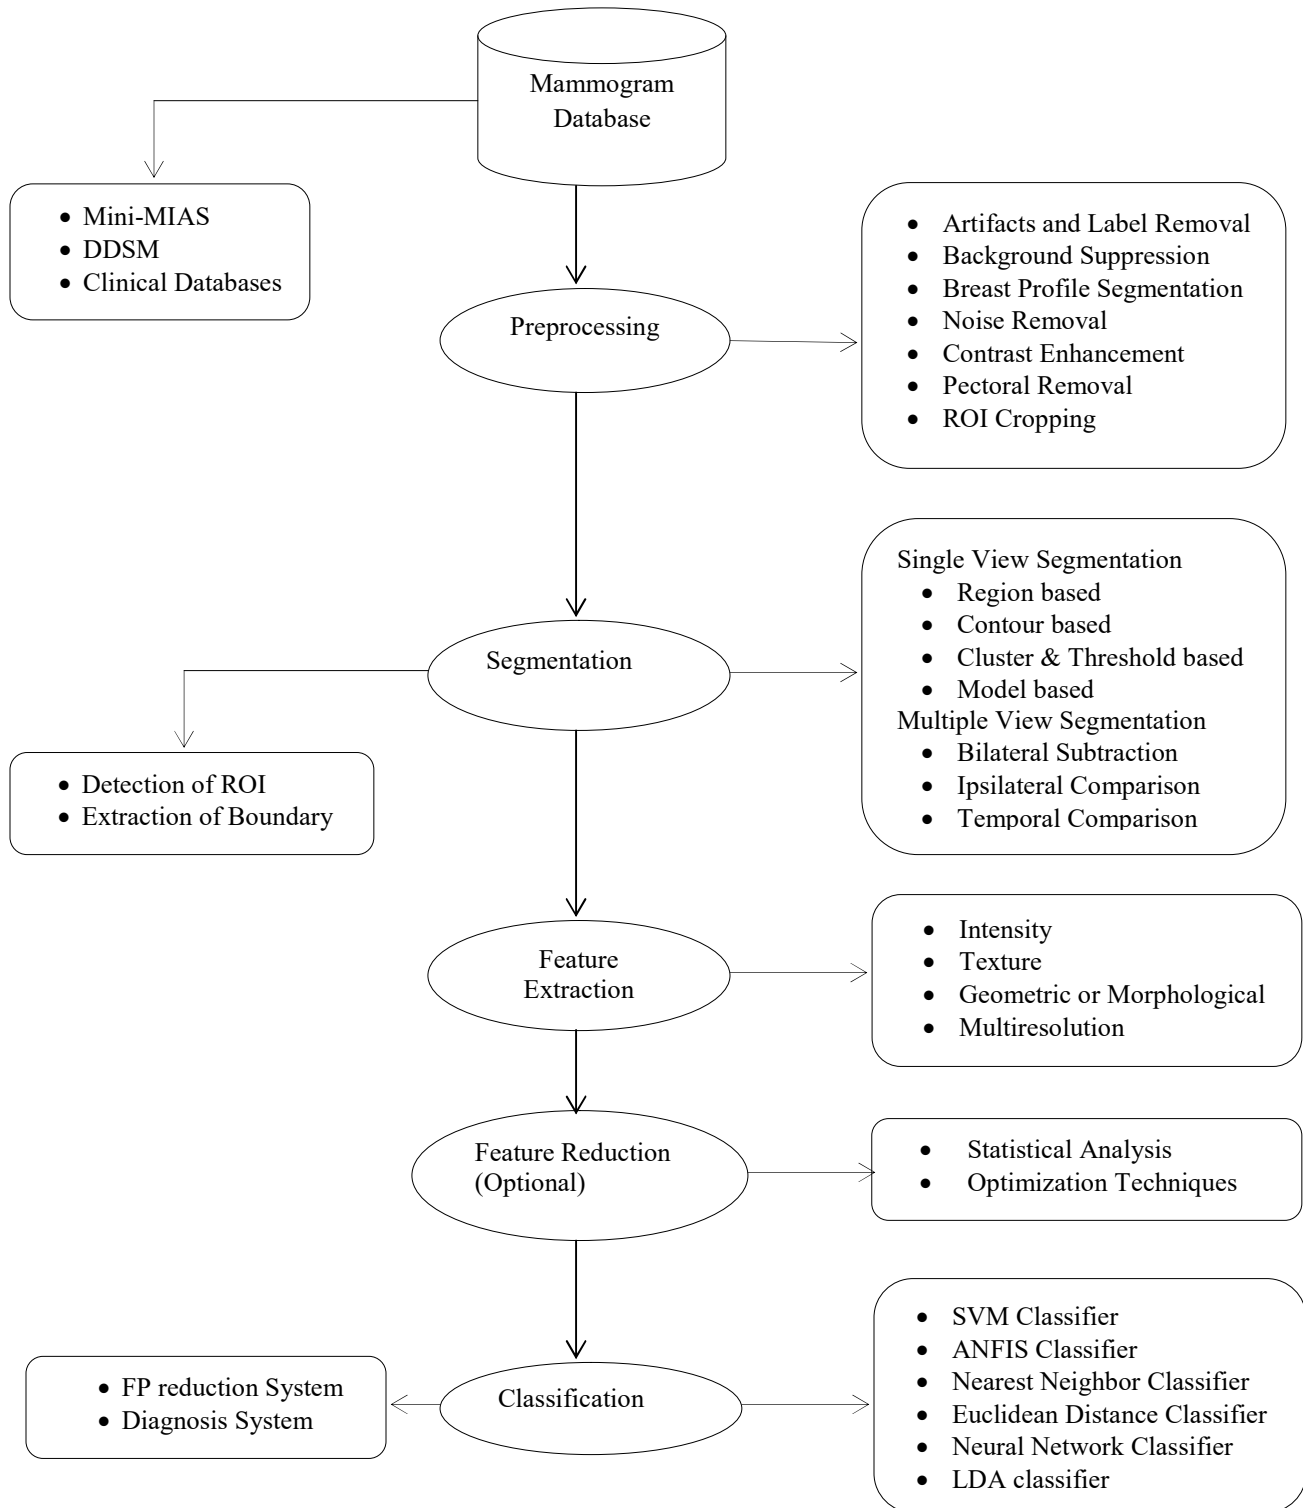 Mammogram
Database
• Mini-MIAS
• DDSM
• Clinical Databases
Preprocessing
• Artifacts and Label Removal
• Background Suppression
• Breast Profile Segmentation
• Noise Removal
• Contrast Enhancement
• Pectoral Removal
• ROI Cropping
Segmentation
Single View Segmentation
• Region based
• Contour based
• Cluster & Threshold based
• Model based
Multiple View Segmentation
• Bilateral Subtraction
• Ipsilateral Comparison
• Temporal Comparison
• Detection of ROI
• Extraction of Boundary
Feature
Extraction
• Intensity
• Texture
• Geometric or Morphological
• Multiresolution
Feature Reduction
(Optional)
• Statistical Analysis
• Optimization Techniques
Classification
• FP reduction System
• Diagnosis System
• SVM Classifier
• ANFIS Classifier
• Nearest Neighbor Classifier
• Euclidean Distance Classifier
• Neural Network Classifier
• LDA classifier